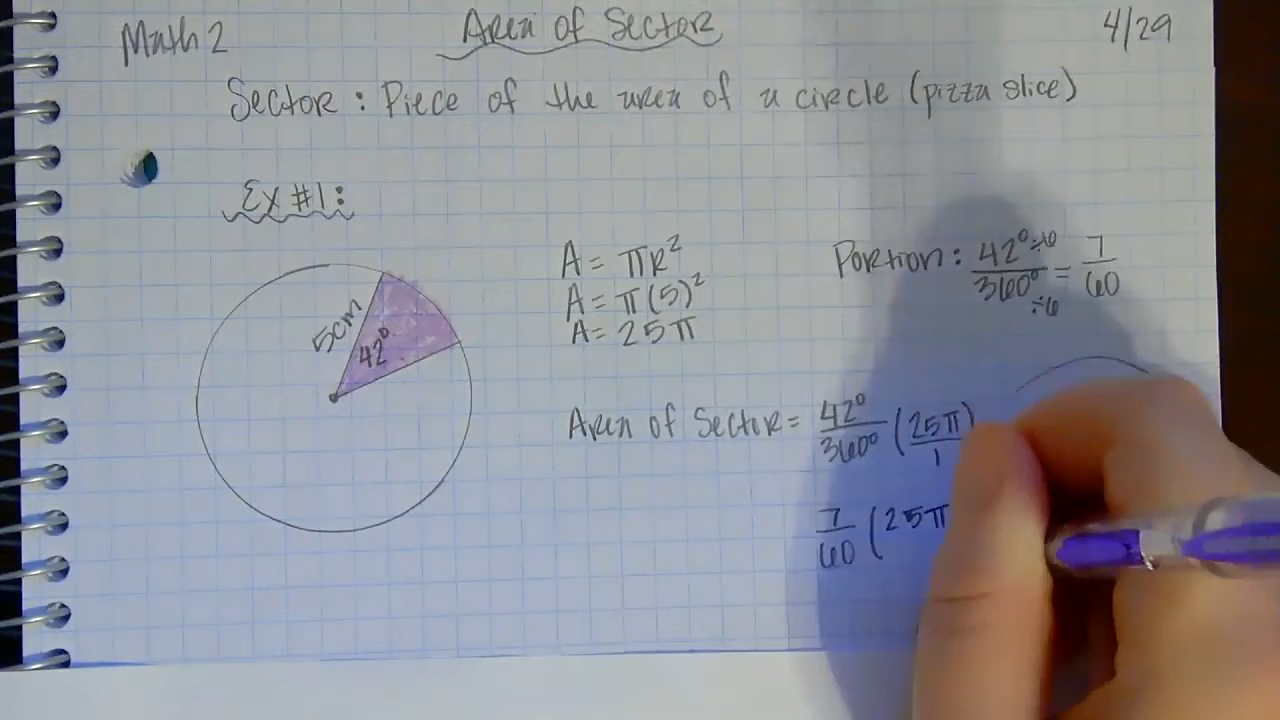 Math 2 Area of Sector 4/29
Sector: Piece of the area of a circle (pizza slice)
Ex #1:
A = πr²
A = π(5)²
A = 25π
Portion: 42°÷6 / 360°÷6 = 7/60
5cm
42°
Area of Sector = 42°/360° (25π/1)
7/60 (25π